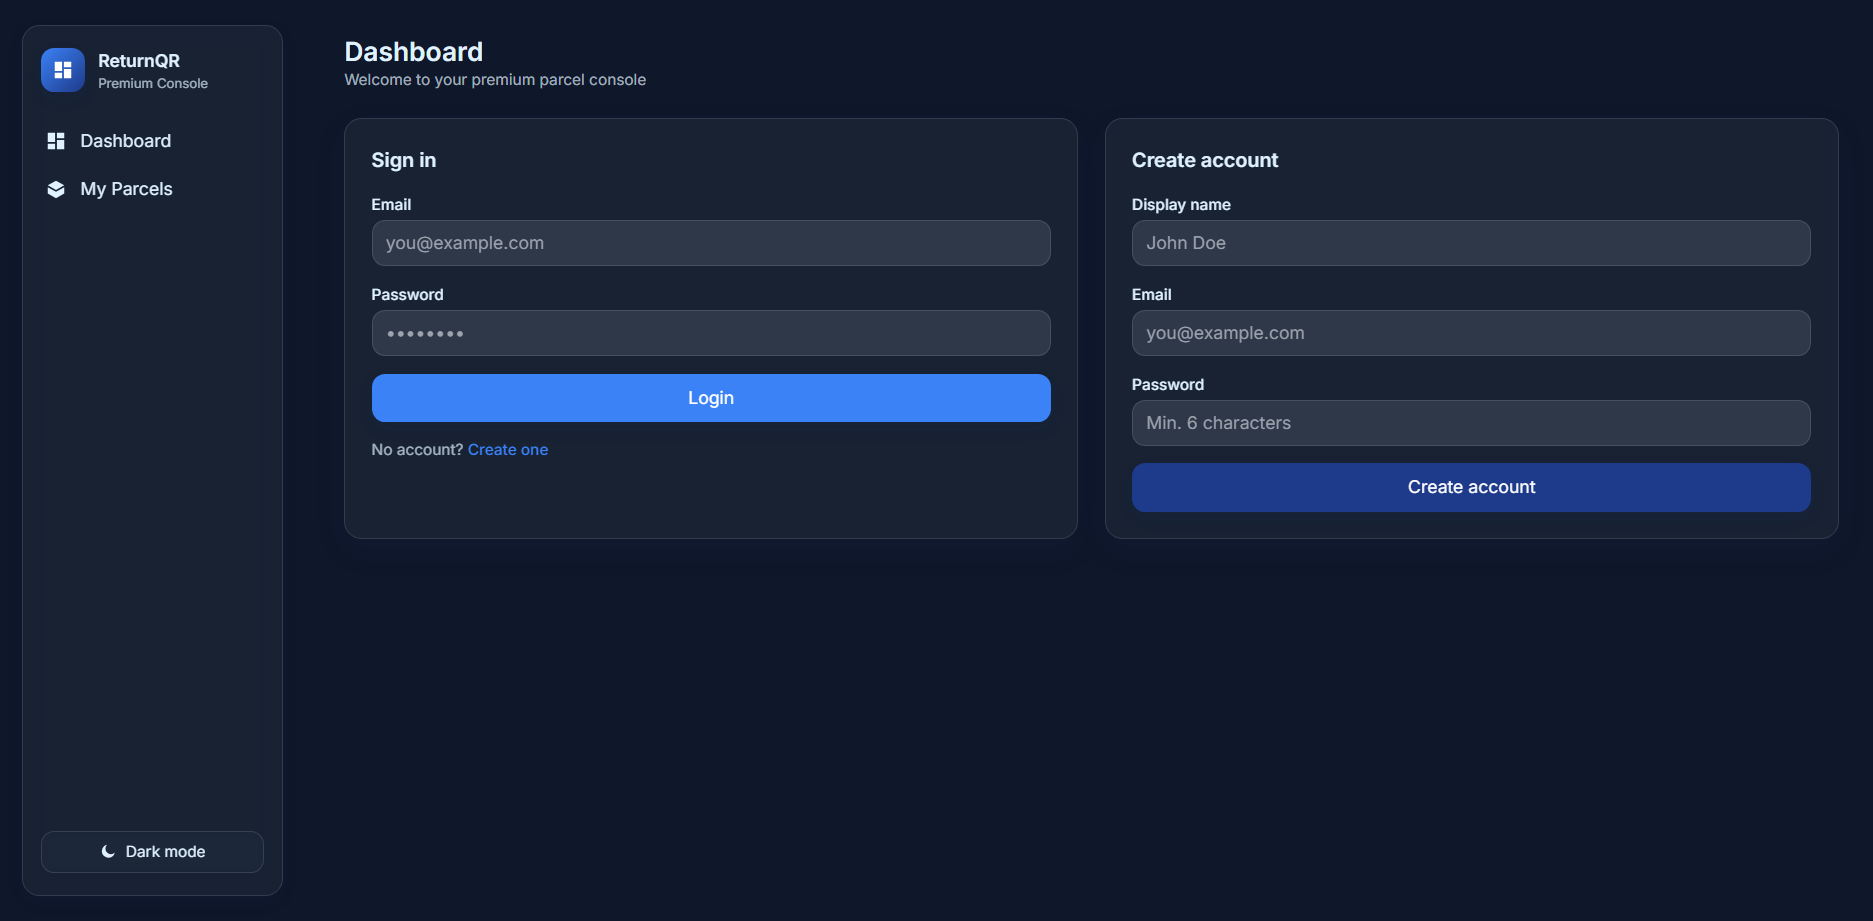 ReturnQR
Premium Console
Dashboard
My Parcels
Dark mode
Dashboard
Welcome to your premium parcel console
Sign in
Email
you@example.com
Password
••••••••
Login
No account? Create one
Create account
Display name
John Doe
Email
you@example.com
Password
Min. 6 characters
Create account